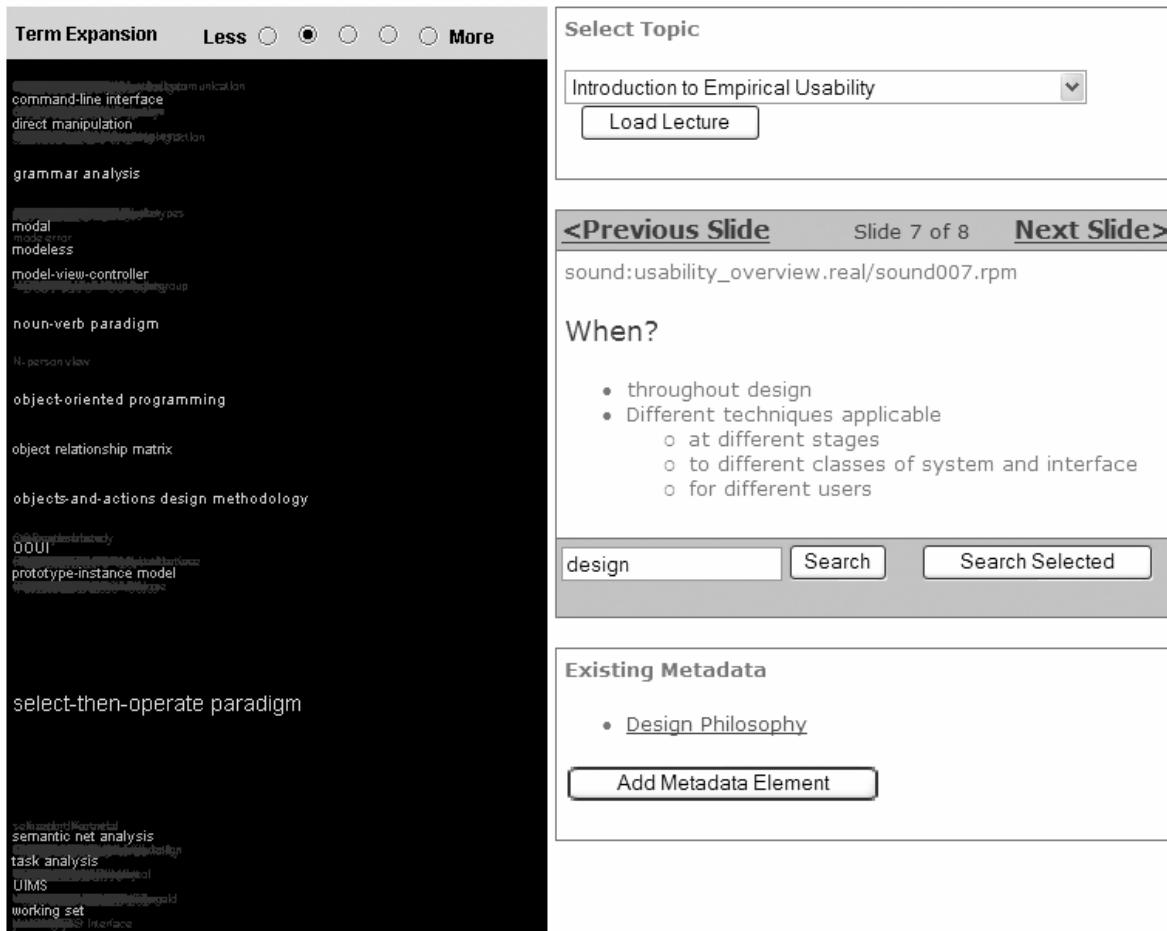 Term Expansion Less More
command-line interface
direct manipulation
grammar analysis
modal
mode error
modeless
model-view-controller
noun-verb paradigm
N-person view
object-oriented programming
object relationship matrix
objects-and-actions design methodology
OOUI
prototype-instance model
select-then-operate paradigm
semantic net analysis
task analysis
UIMS
working set
Select Topic
Introduction to Empirical Usability
Load Lecture
<Previous Slide Slide 7 of 8 Next Slide>
sound:usability_overview.real/sound007.rpm
When?
• throughout design
• Different techniques applicable
o at different stages
o to different classes of system and interface
o for different users
design Search Search Selected
Existing Metadata
• Design Philosophy
Add Metadata Element